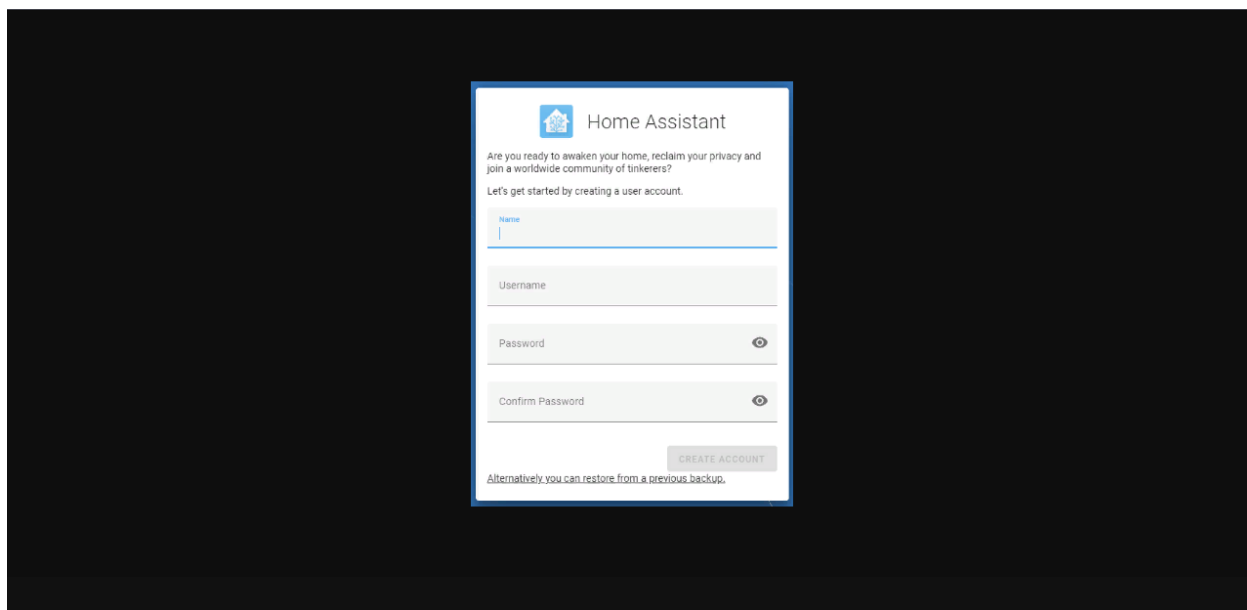 Home Assistant
Are you ready to awaken your home, reclaim your privacy and
join a worldwide community of tinkerers?
Let's get started by creating a user account.
Name
Username
Password
Confirm Password
CREATE ACCOUNT
Alternatively you can restore from a previous backup.